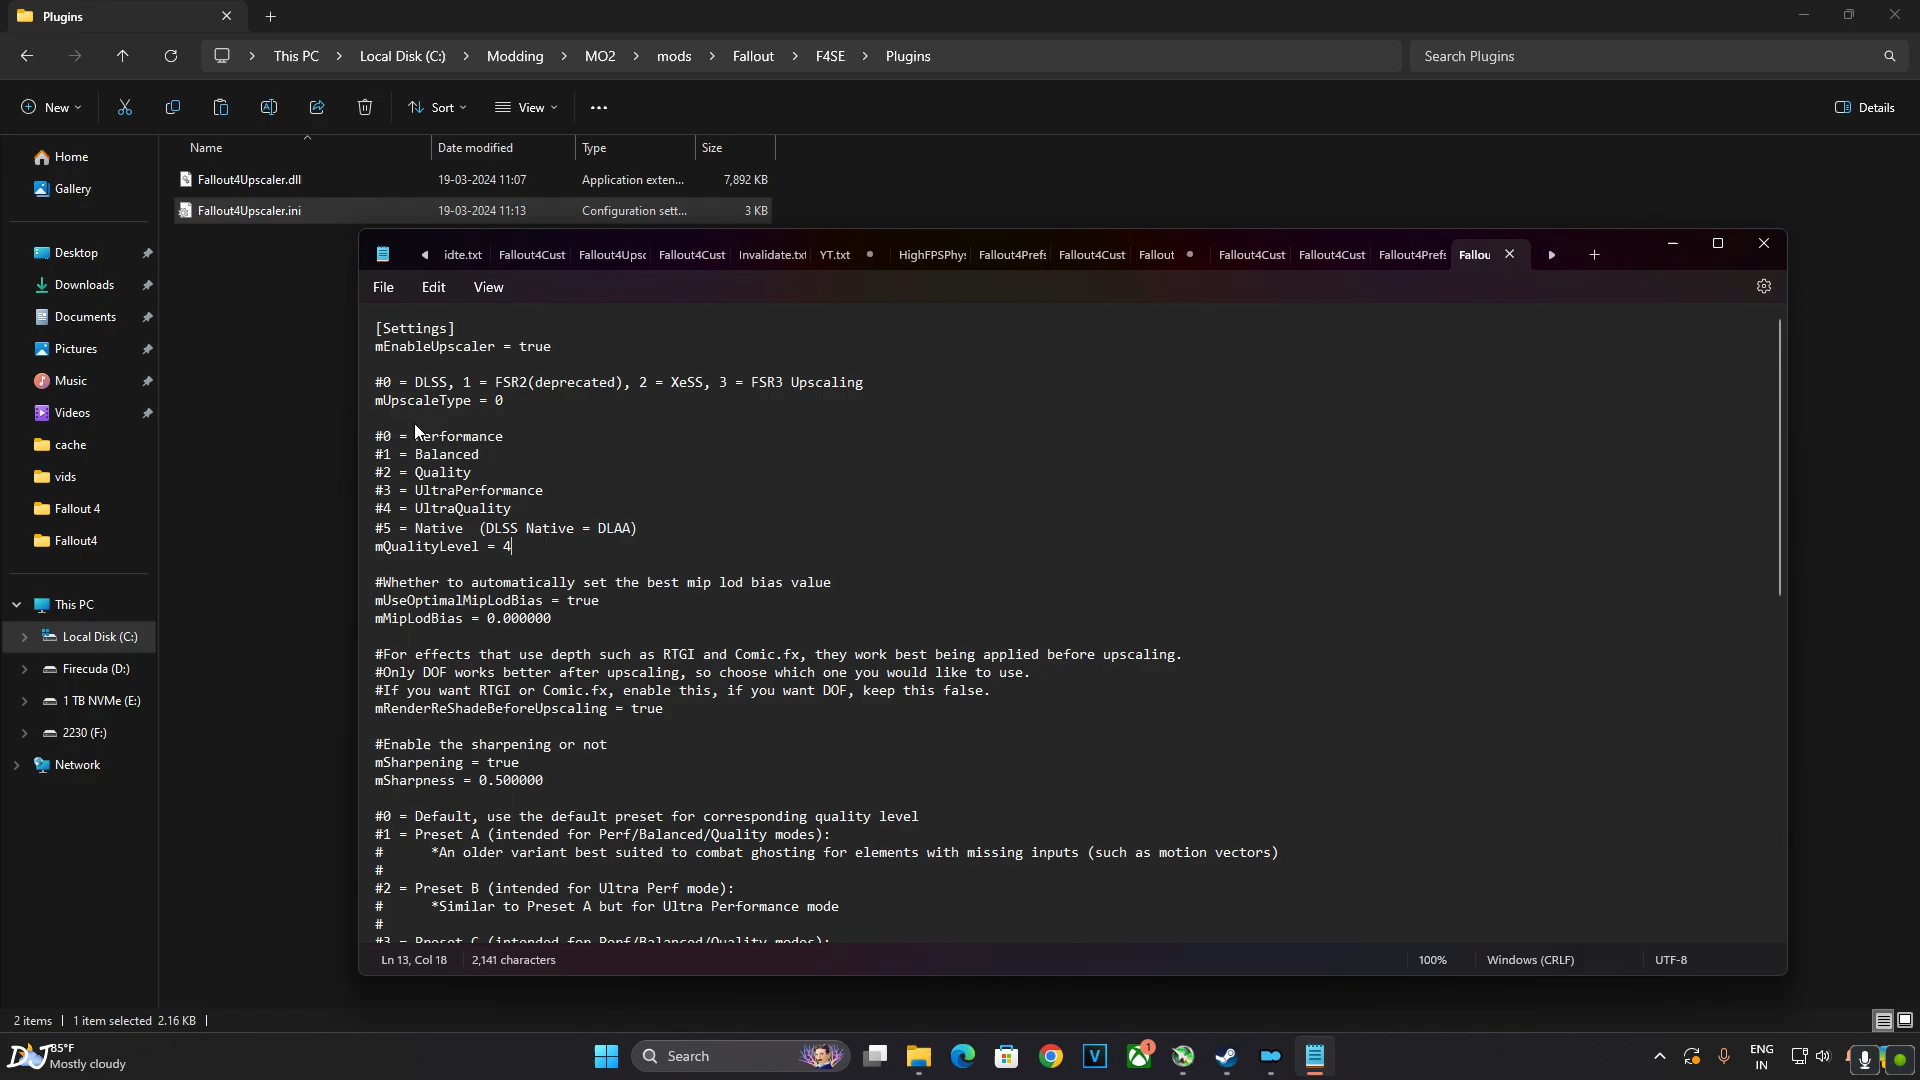 Plugins
This PC > Local Disk (C:) > Modding > MO2 > mods > Fallout > F4SE > Plugins
Search Plugins
New
Sort
View
Details
Name Date modified Type Size
Fallout4Upscaler.dll 19-03-2024 11:07 Application exten... 7,892 KB
Fallout4Upscaler.ini 19-03-2024 11:13 Configuration sett... 3 KB
Home
Gallery
Desktop
Downloads
Documents
Pictures
Music
Videos
cache
vids
Fallout 4
Fallout4
This PC
Local Disk (C:)
Firecuda (D:)
1 TB NVMe (E:)
2230 (F:)
Network
idte.txt Fallout4Cust Fallout4Upsc Fallout4Cust Invalidate.txt YT.txt HighFPSPhys Fallout4Prefs Fallout4Cust Fallout Fallout4Cust Fallout4Cust Fallout4Prefs Fallou
File Edit View
[Settings]
mEnableUpscaler = true
#0 = DLSS, 1 = FSR2(deprecated), 2 = XeSS, 3 = FSR3 Upscaling
mUpscaleType = 0
#0 = Performance
#1 = Balanced
#2 = Quality
#3 = UltraPerformance
#4 = UltraQuality
#5 = Native  (DLSS Native = DLAA)
mQualityLevel = 4
#Whether to automatically set the best mip lod bias value
mUseOptimalMipLodBias = true
mMipLodBias = 0.000000
#For effects that use depth such as RTGI and Comic.fx, they work best being applied before upscaling.
#Only DOF works better after upscaling, so choose which one you would like to use.
#If you want RTGI or Comic.fx, enable this, if you want DOF, keep this false.
mRenderReShadeBeforeUpscaling = true
#Enable the sharpening or not
mSharpening = true
mSharpness = 0.500000
#0 = Default, use the default preset for corresponding quality level
#1 = Preset A (intended for Perf/Balanced/Quality modes):
#      *An older variant best suited to combat ghosting for elements with missing inputs (such as motion vectors)
#
#2 = Preset B (intended for Ultra Perf mode):
#      *Similar to Preset A but for Ultra Performance mode
#
#3 = Preset C (intended for Perf/Balanced/Quality modes):
Ln 13, Col 18 2,141 characters 100% Windows (CRLF) UTF-8
2 items 1 item selected 2.16 KB
DJ
85°F
Mostly cloudy
Search
V
1
ENG
IN